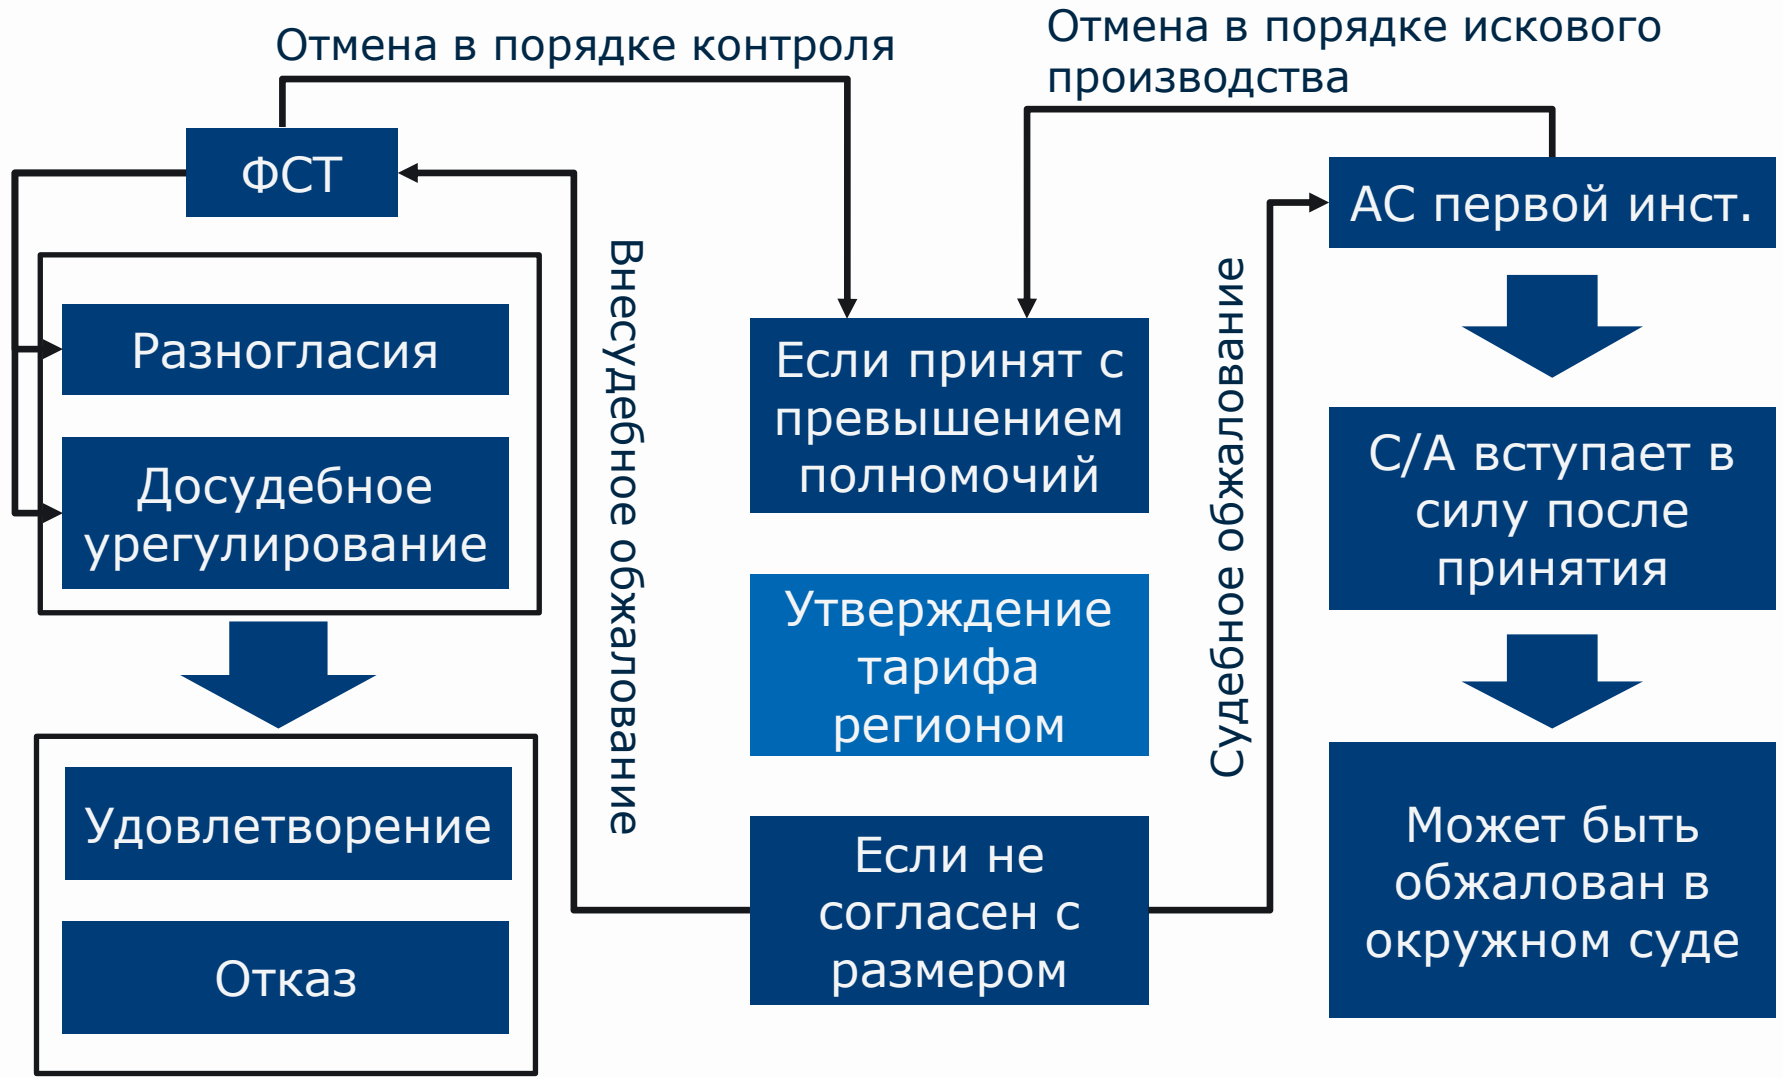 Отмена в порядке контроля
Отмена в порядке искового
производства
ФСТ
АС первой инст.
Разногласия
Досудебное
урегулирование
Удовлетворение
Отказ
Внесудебное обжалование
Если принят с
превышением
полномочий
Утверждение
тарифа
регионом
Если не
согласен с
размером
Судебное обжалование
С/А вступает в
силу после
принятия
Может быть
обжалован в
окружном суде